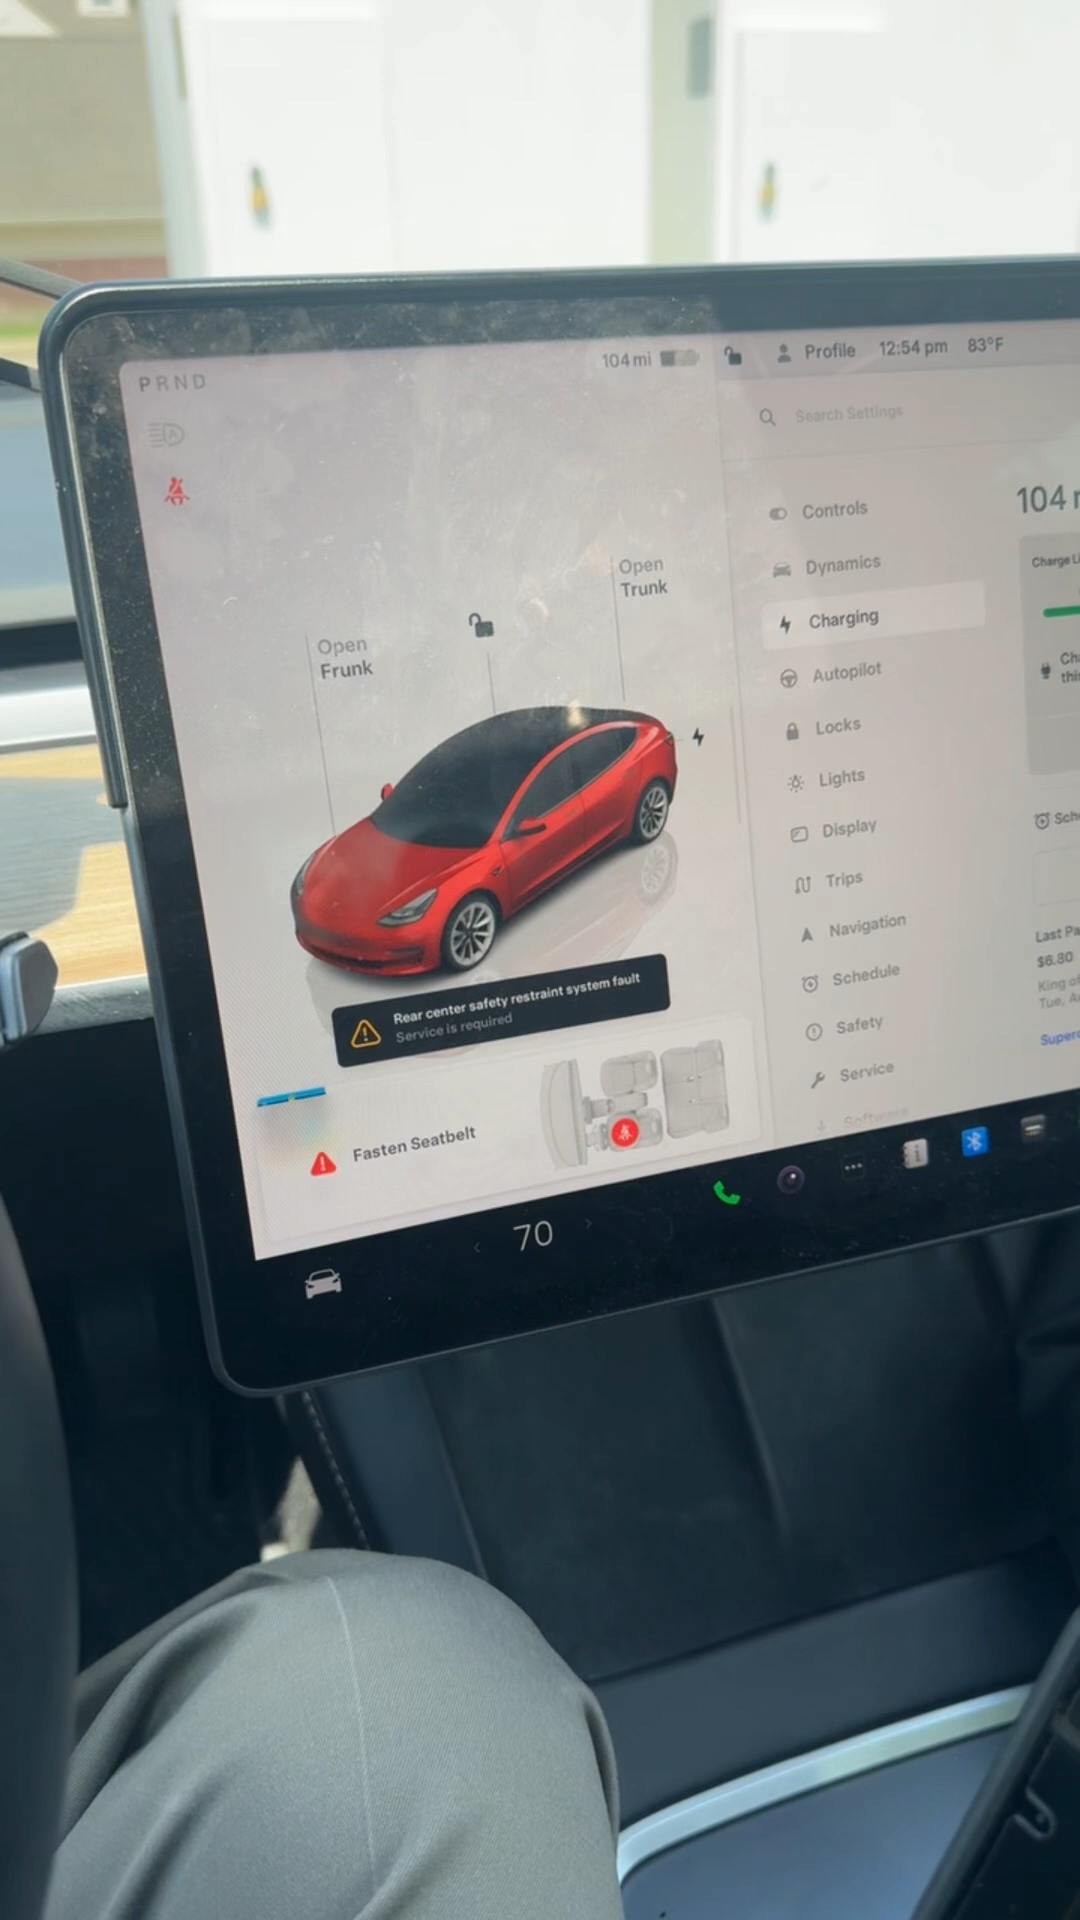 PRND
104 mi
Profile
12:54 pm
83°F
Search Settings
Open
Frunk
Open
Trunk
Controls
Dynamics
Charging
Autopilot
Locks
Lights
Display
Trips
Navigation
Schedule
Safety
Service
Software
104
Charge
$6.80
Rear center safety restraint system fault
Service is required
Fasten Seatbelt
70